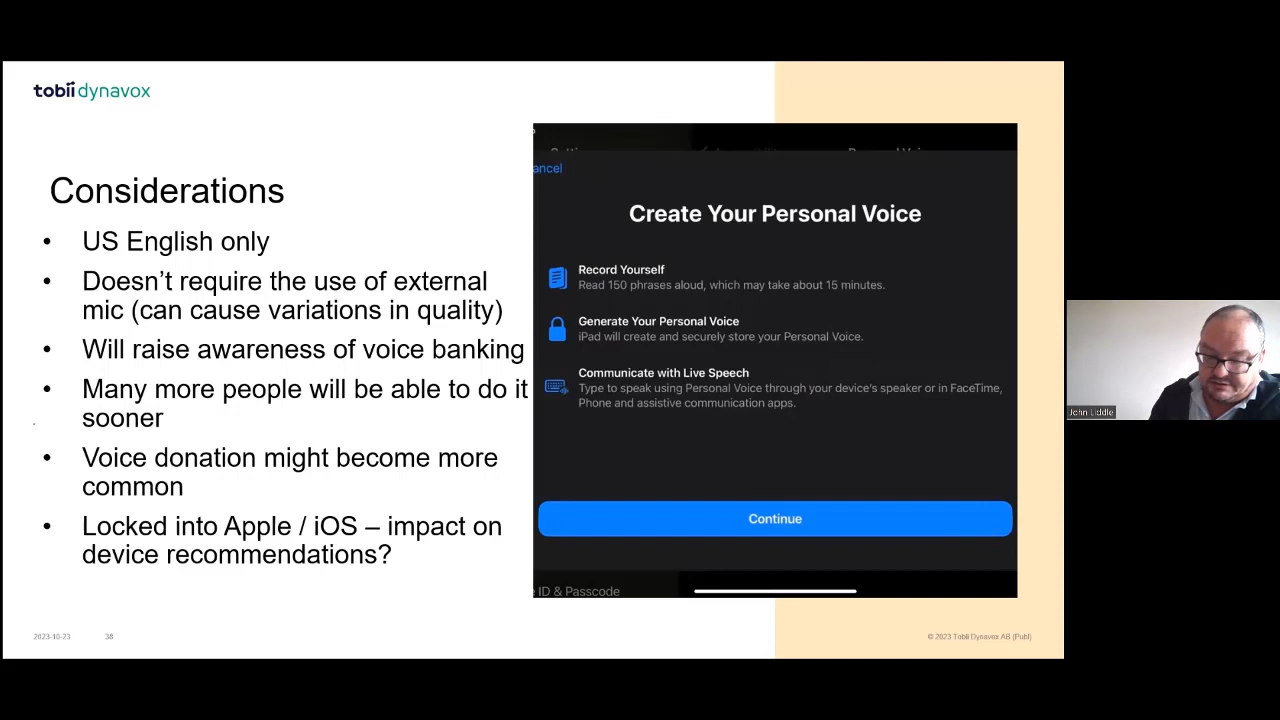 tobii dynavox
Considerations
• US English only
• Doesn’t require the use of external
mic (can cause variations in quality)
• Will raise awareness of voice banking
• Many more people will be able to do it
sooner
• Voice donation might become more
common
• Locked into Apple / iOS – impact on
device recommendations?
ancel
Create Your Personal Voice
Record Yourself
Read 150 phrases aloud, which may take about 15 minutes.
Generate Your Personal Voice
iPad will create and securely store your Personal Voice.
Communicate with Live Speech
Type to speak using Personal Voice through your device's speaker or in FaceTime,
Phone and assistive communication apps.
Continue
ID & Passcode
2023-10-23
38
© 2023 Tobii Dynavox AB (Publ)
John Liddle